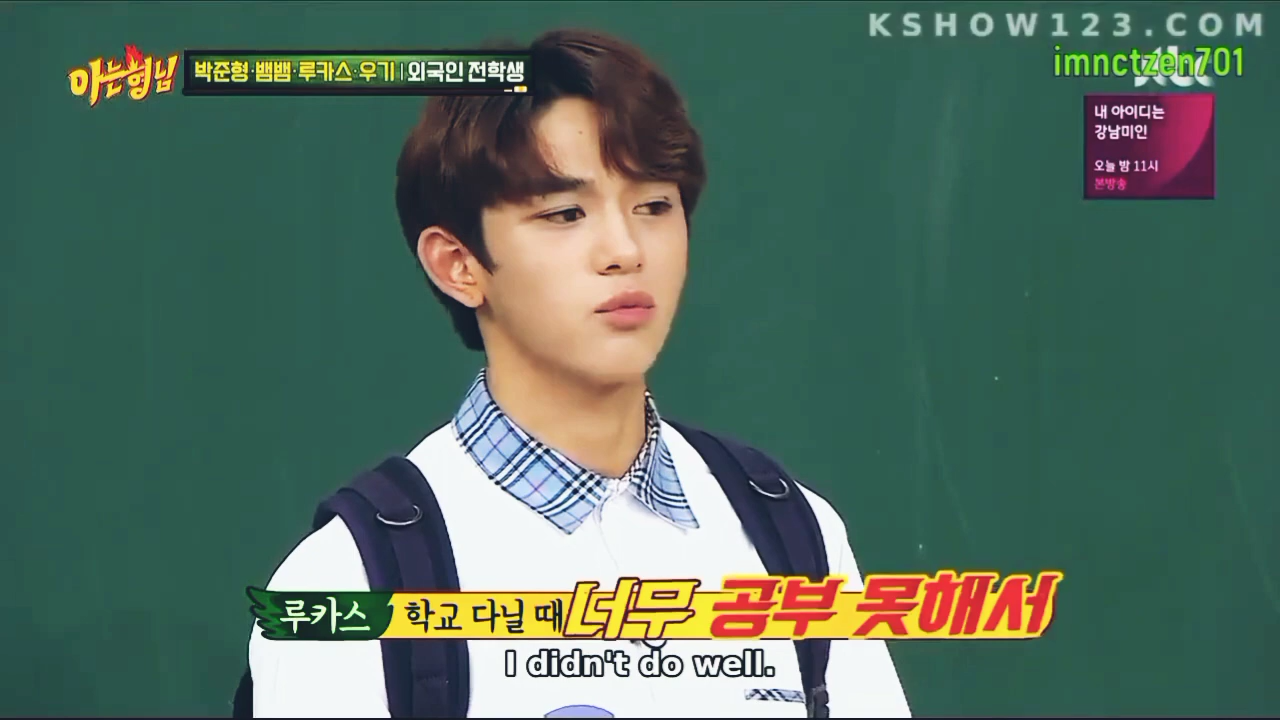 KSHOW123.COM
imnctzen701
아는형님
박준형·뱀뱀·루카스·우기 | 외국인 전학생
내 아이디는
강남미인
오늘 밤 11시
본방송
루카스 학교 다닐 때 너무 공부 못해서
I didn't do well.